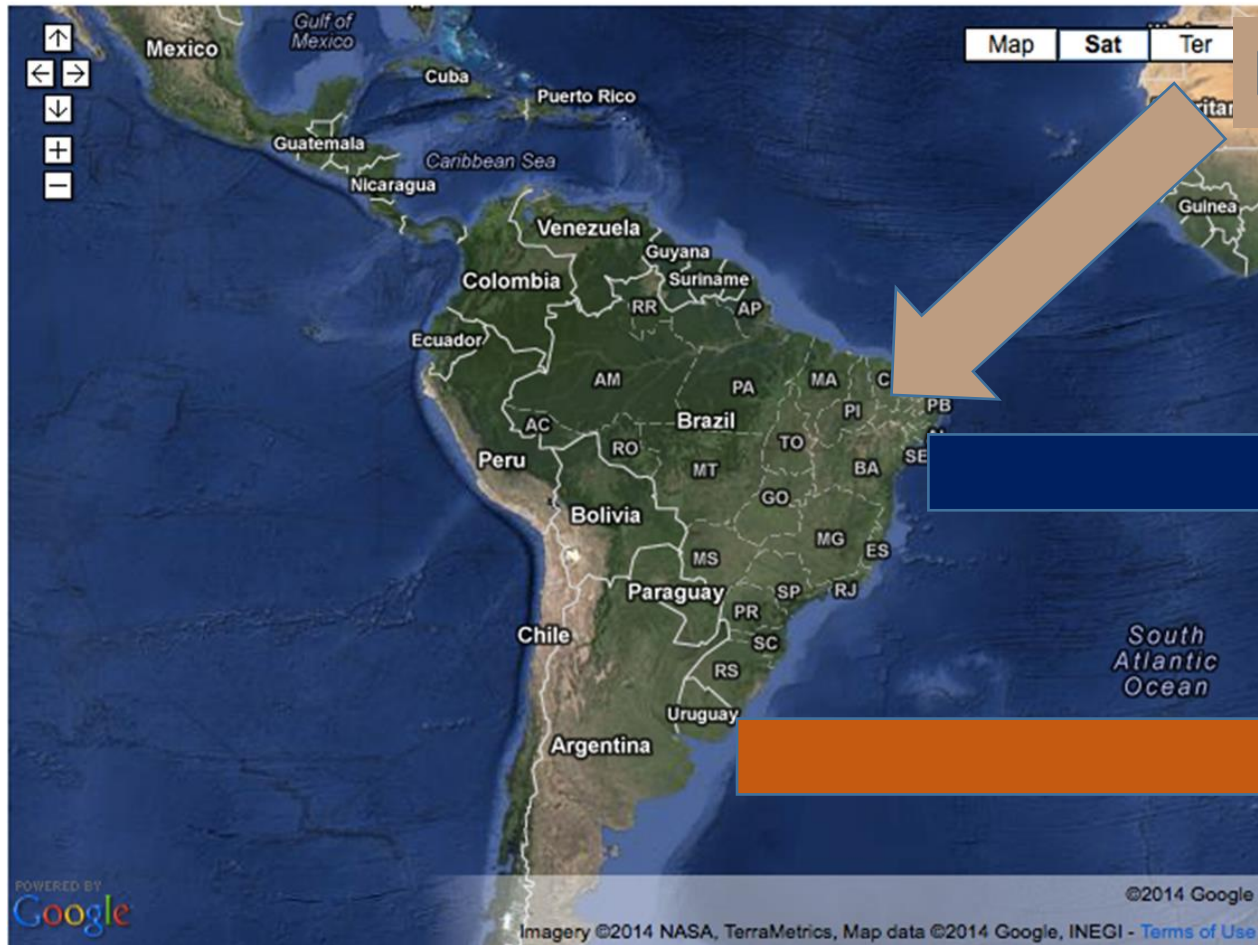 Gulf of
Mexico
Mexico
Map
Sat
Ter
Cuba
Puerto Rico
Guatemala
Caribbean Sea
Nicaragua
Guinea
Venezuela
Guyana
Colombia
Suriname
RR
AP
Ecuador
AM
PA
MA
PI
PB
Brazil
AC
RO
TO
SE
Peru
MT
BA
GO
Bolivia
MG
ES
MS
Paraguay
SP
RJ
PR
Chile
SC
South
Atlantic
Ocean
RS
Uruguay
Argentina
POWERED BY
Google
©2014 Google
Imagery ©2014 NASA, TerraMetrics, Map data ©2014 Google, INEGI - Terms of Use